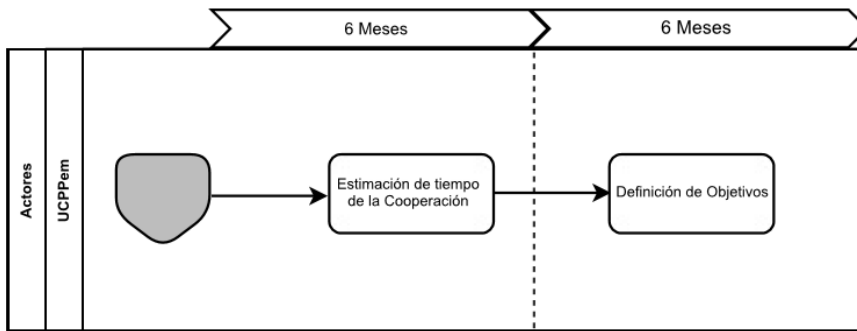 6 Meses
6 Meses
Actores
UCPPem
Estimación de tiempo
de la Cooperación
Definición de Objetivos